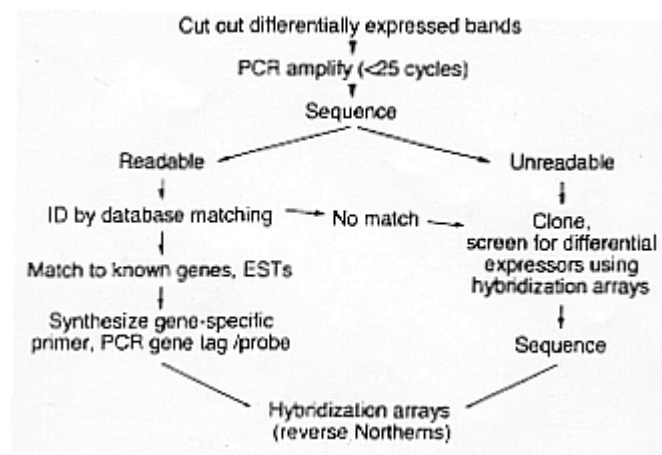 Cut cut differentially expressed bands
PCR amplify (<25 cycles)
Sequence
Readable
Unreadable
ID by database matching
No match
Clone,
screen for differential
expressors using
hybridization arrays
Match to known genes, ESTs
Synthesize gene-specific
primer, PCR gene lag /probe
Sequence
Hybridization arrays
(reverse Northerns)